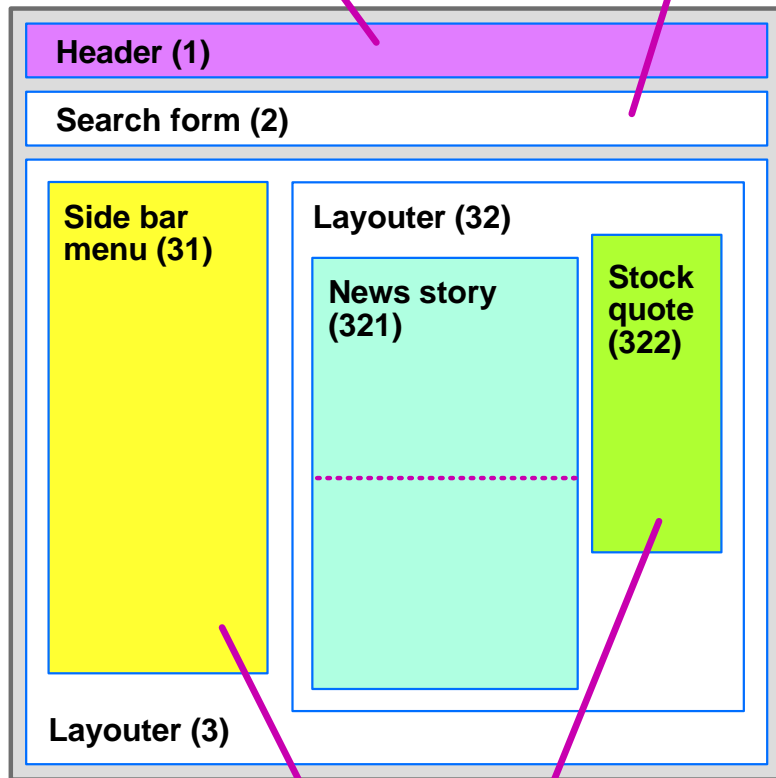 Header (1)
Search form (2)
Side bar
menu (31)
Layouter (32)
News story
(321)
Stock
quote
(322)
Layouter (3)